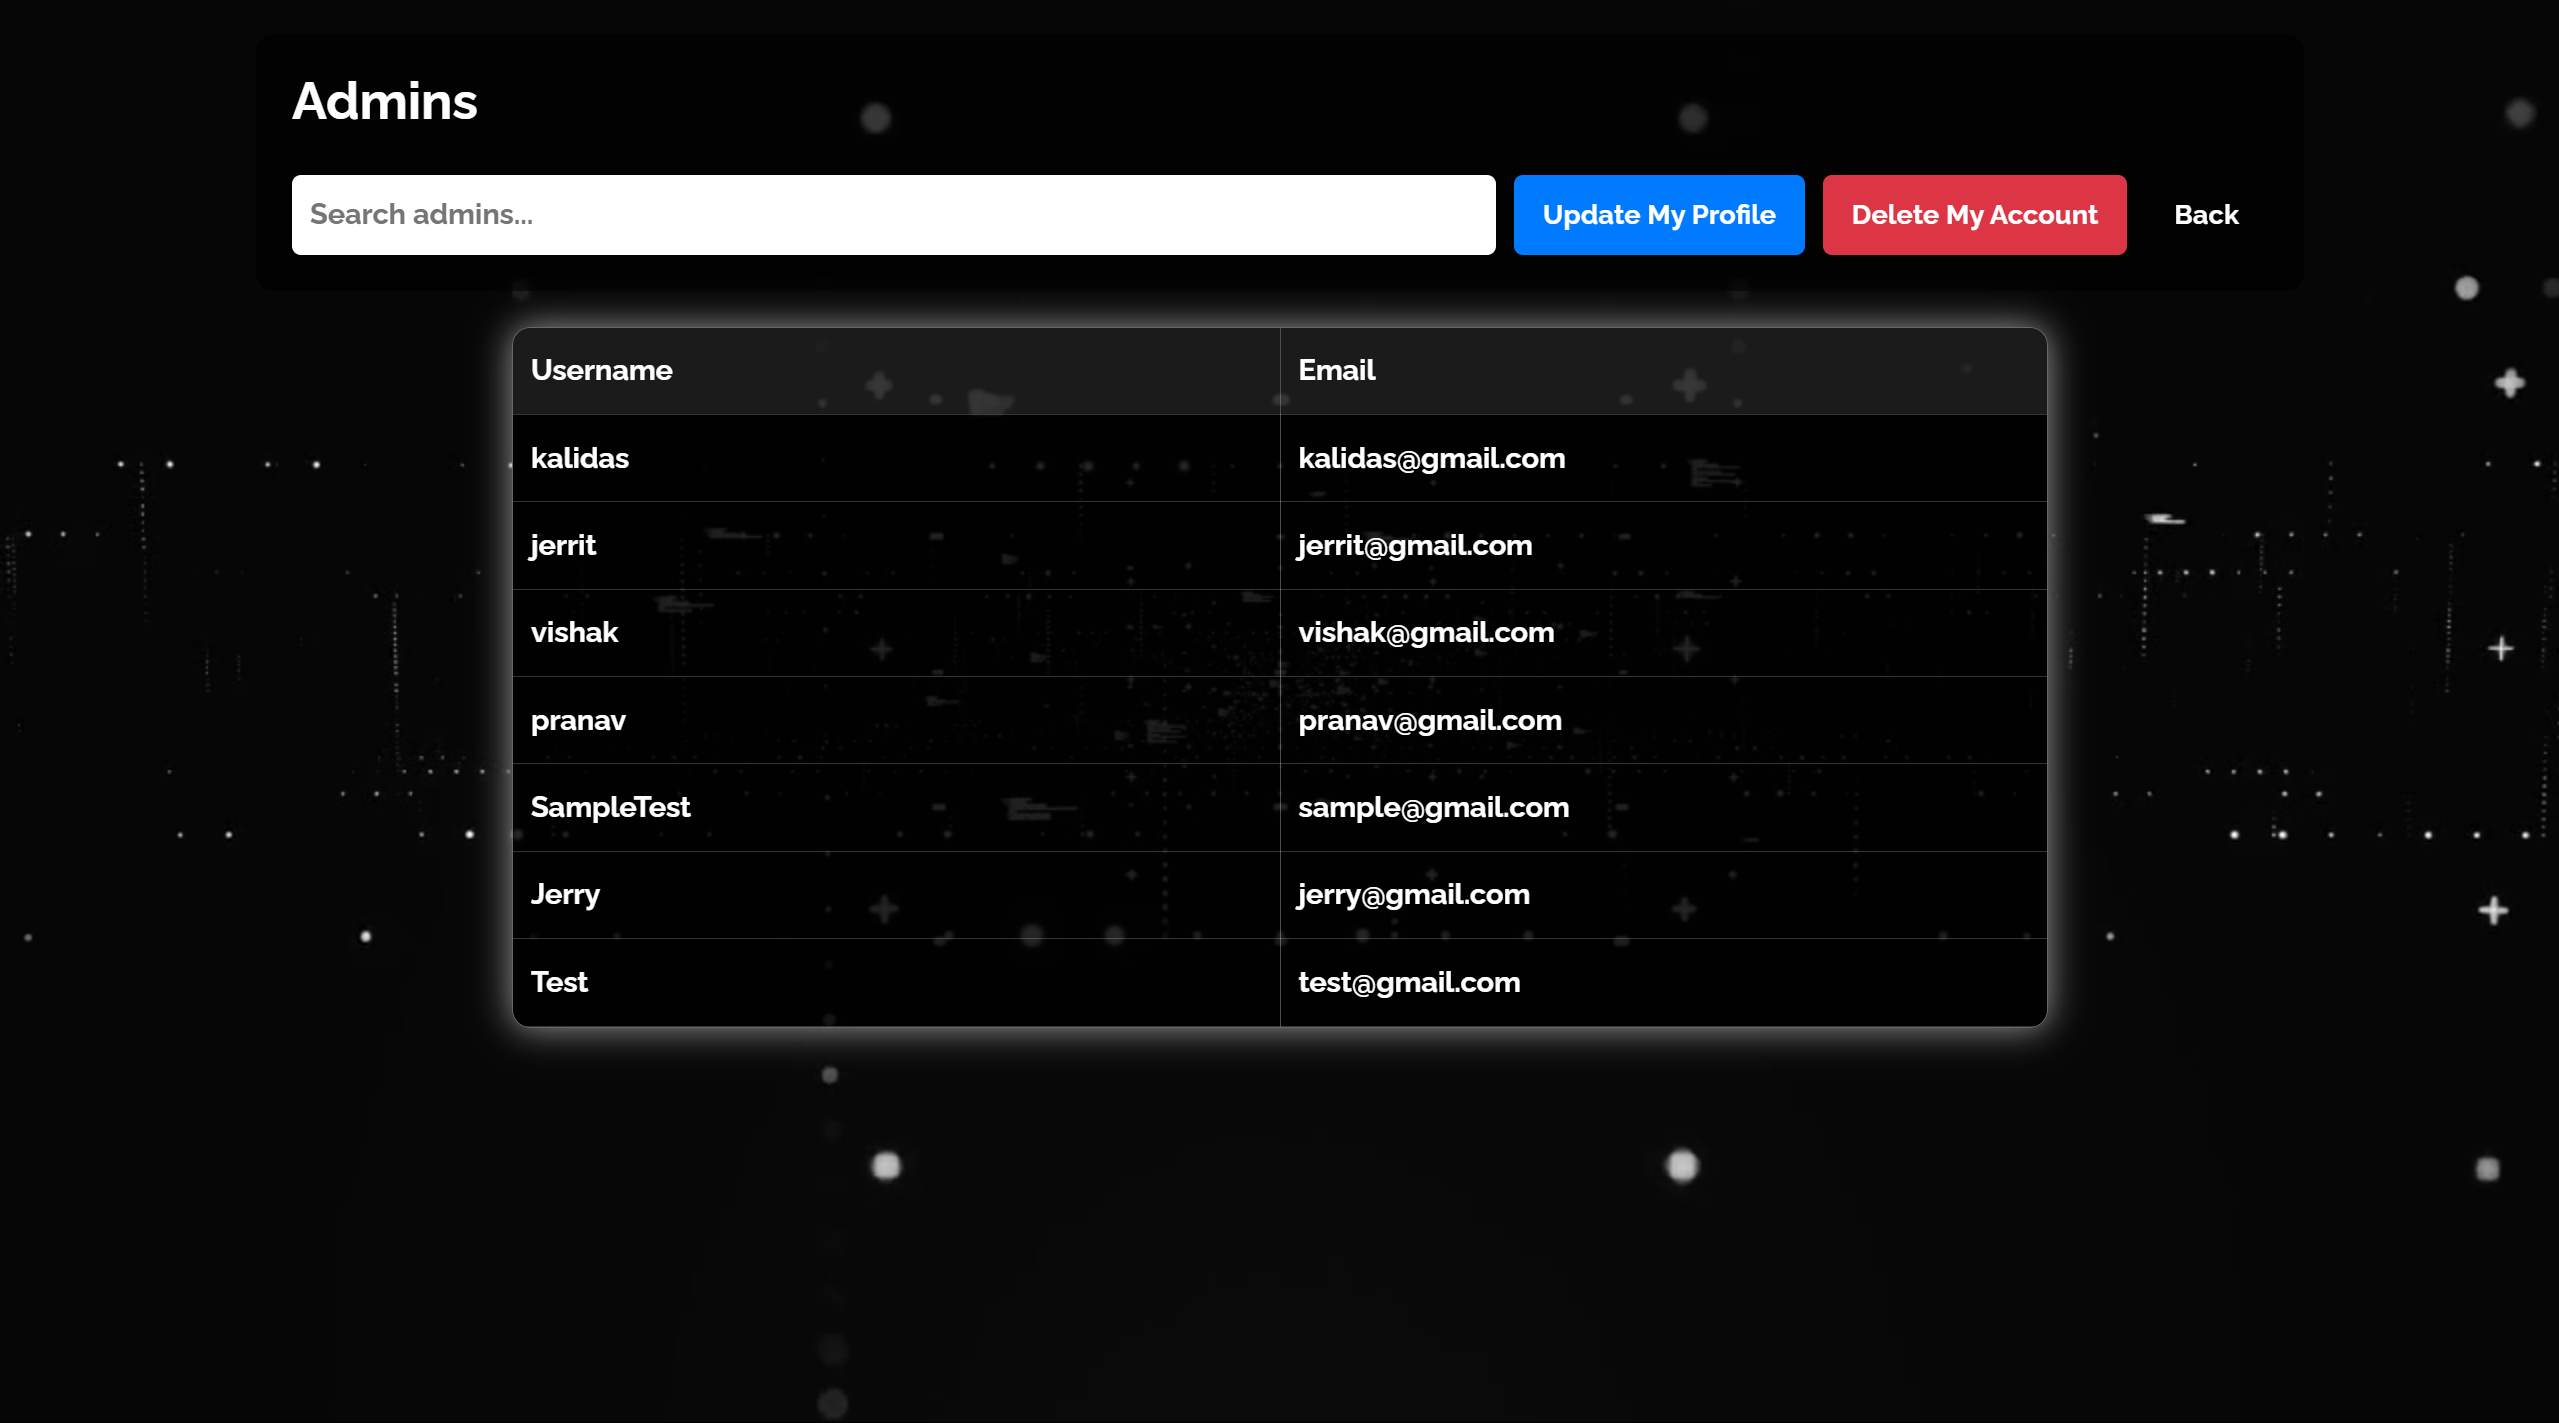 Admins
Search admins... Update My Profile Delete My Account Back
Username Email
kalidas kalidas@gmail.com
jerrit jerrit@gmail.com
vishak vishak@gmail.com
pranav pranav@gmail.com
SampleTest sample@gmail.com
Jerry jerry@gmail.com
Test test@gmail.com